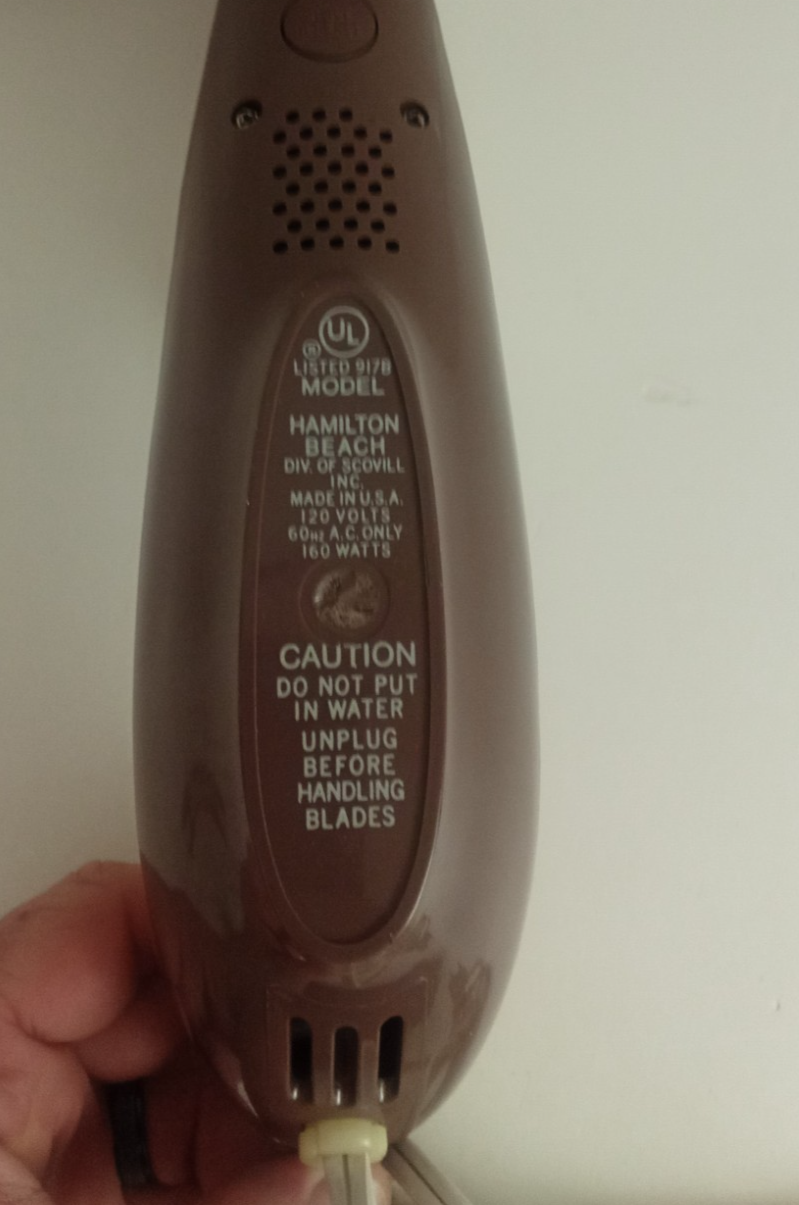 UL
®
LISTED 917B
MODEL
HAMILTON
BEACH
DIV. OF SCOVILL
INC.
MADE IN U.S.A.
120 VOLTS
60Hz A.C. ONLY
160 WATTS
CAUTION
DO NOT PUT
IN WATER
UNPLUG
BEFORE
HANDLING
BLADES